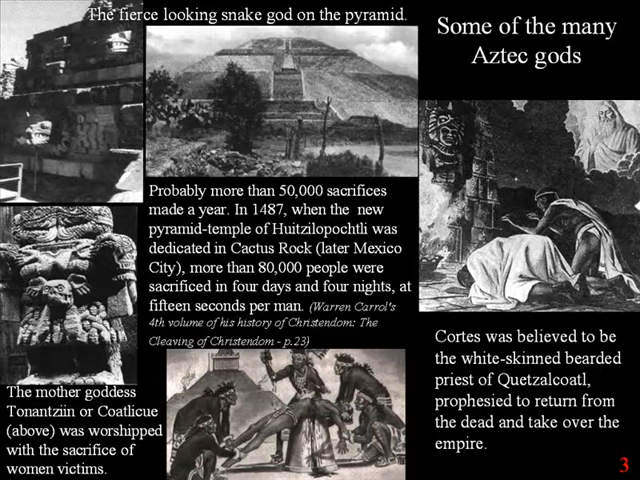 The fierce looking snake god on the pyramid.
Some of the many
Aztec gods
Probably more than 50,000 sacrifices
made a year. In 1487, when the new
pyramid-temple of Huitzilopochtli was
dedicated in Cactus Rock (later Mexico
City), more than 80,000 people were
sacrificed in four days and four nights, at
fifteen seconds per man. (Warren Carrol's
4th volume of his history of Christendom: The
Cleaving of Christendom - p.23)
The mother goddess
Tonantziin or Coatlicue
(above) was worshipped
with the sacrifice of
women victims.
Cortes was believed to be
the white-skinned bearded
priest of Quetzalcoatl,
prophesied to return from
the dead and take over the
empire.
3